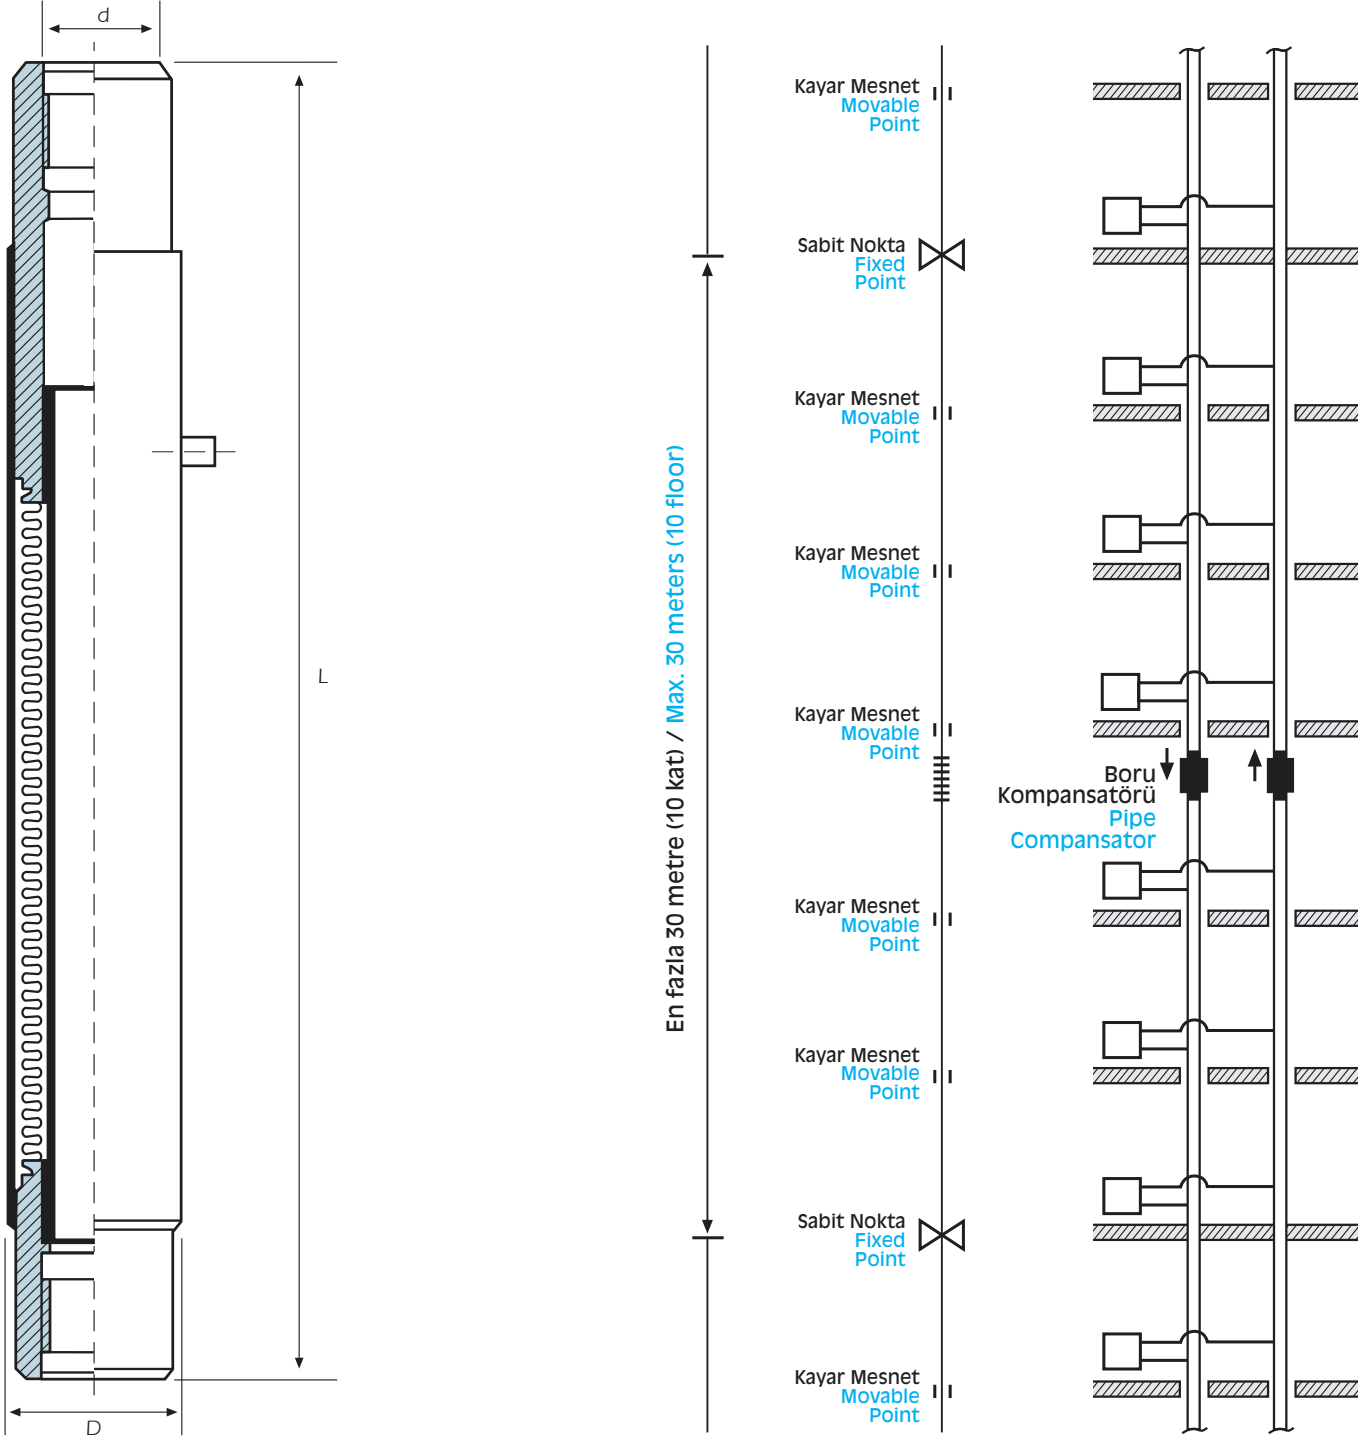 d
L
D
En fazla 30 metre (10 kat) / Max. 30 meters (10 floor)
Kayar Mesnet
Movable
Point
Sabit Nokta
Fixed
Point
Kayar Mesnet
Movable
Point
Kayar Mesnet
Movable
Point
Kayar Mesnet
Movable
Point
Boru
Kompansatörü
Pipe
Compansator
Kayar Mesnet
Movable
Point
Kayar Mesnet
Movable
Point
Sabit Nokta
Fixed
Point
Kayar Mesnet
Movable
Point